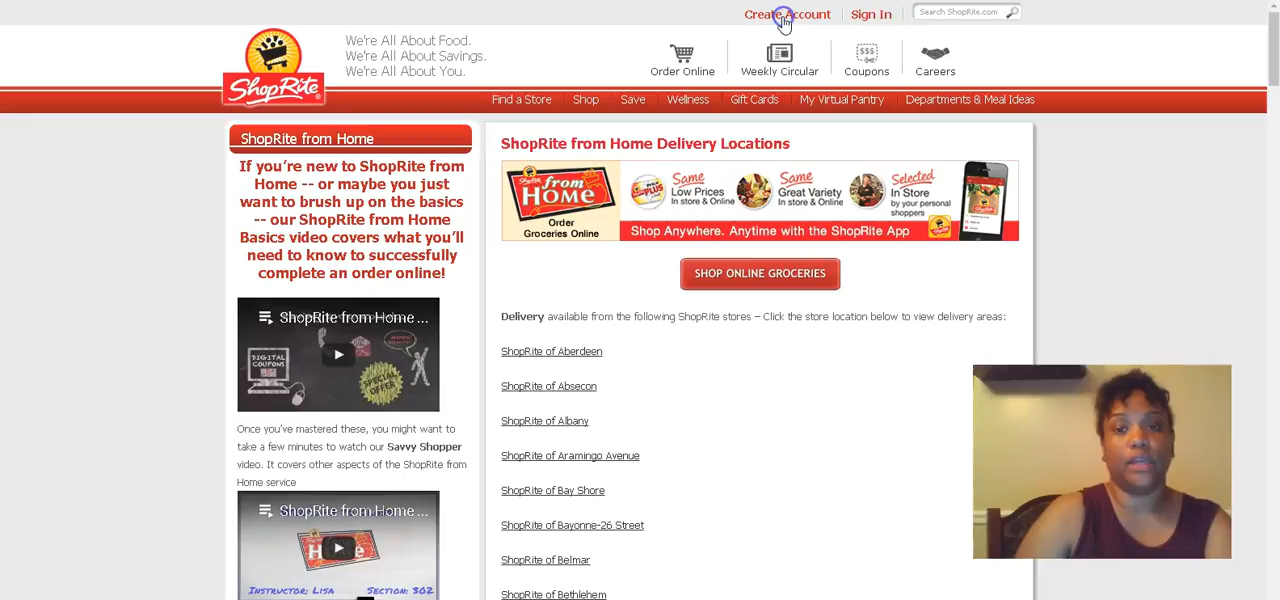 Create Account
Sign In
Search ShopRite.com
ShopRite
We're All About Food.
We're All About Savings.
We're All About You.
Order Online
Weekly Circular
Coupons
Careers
Find a Store
Shop
Save
Wellness
Gift Cards
My Virtual Pantry
Departments & Meal Ideas
ShopRite from Home
If you're new to ShopRite from
Home -- or maybe you just
want to brush up on the basics
-- our ShopRite from Home
Basics video covers what you'll
need to know to successfully
complete an order online!
ShopRite from Home ...
DIGITAL
COUPONS
SPECIAL
OFFER
Once you've mastered these, you might want to
take a few minutes to watch our Savvy Shopper
video. It covers other aspects of the ShopRite from
Home service
ShopRite from Home ...
INSTRUCTOR: LISA
SECTION: 302
ShopRite from Home Delivery Locations
from
HOME
Order
Groceries Online
Same
Low Prices
In store & Online
Same
Great Variety
In store & Online
Selected
In Store
by your personal
shoppers
Shop Anywhere. Anytime with the ShopRite App
SHOP ONLINE GROCERIES
Delivery available from the following ShopRite stores – Click the store location below to view delivery areas:
ShopRite of Aberdeen
ShopRite of Absecon
ShopRite of Albany
ShopRite of Aramingo Avenue
ShopRite of Bay Shore
ShopRite of Bayonne-26 Street
ShopRite of Belmar
ShopRite of Bethlehem